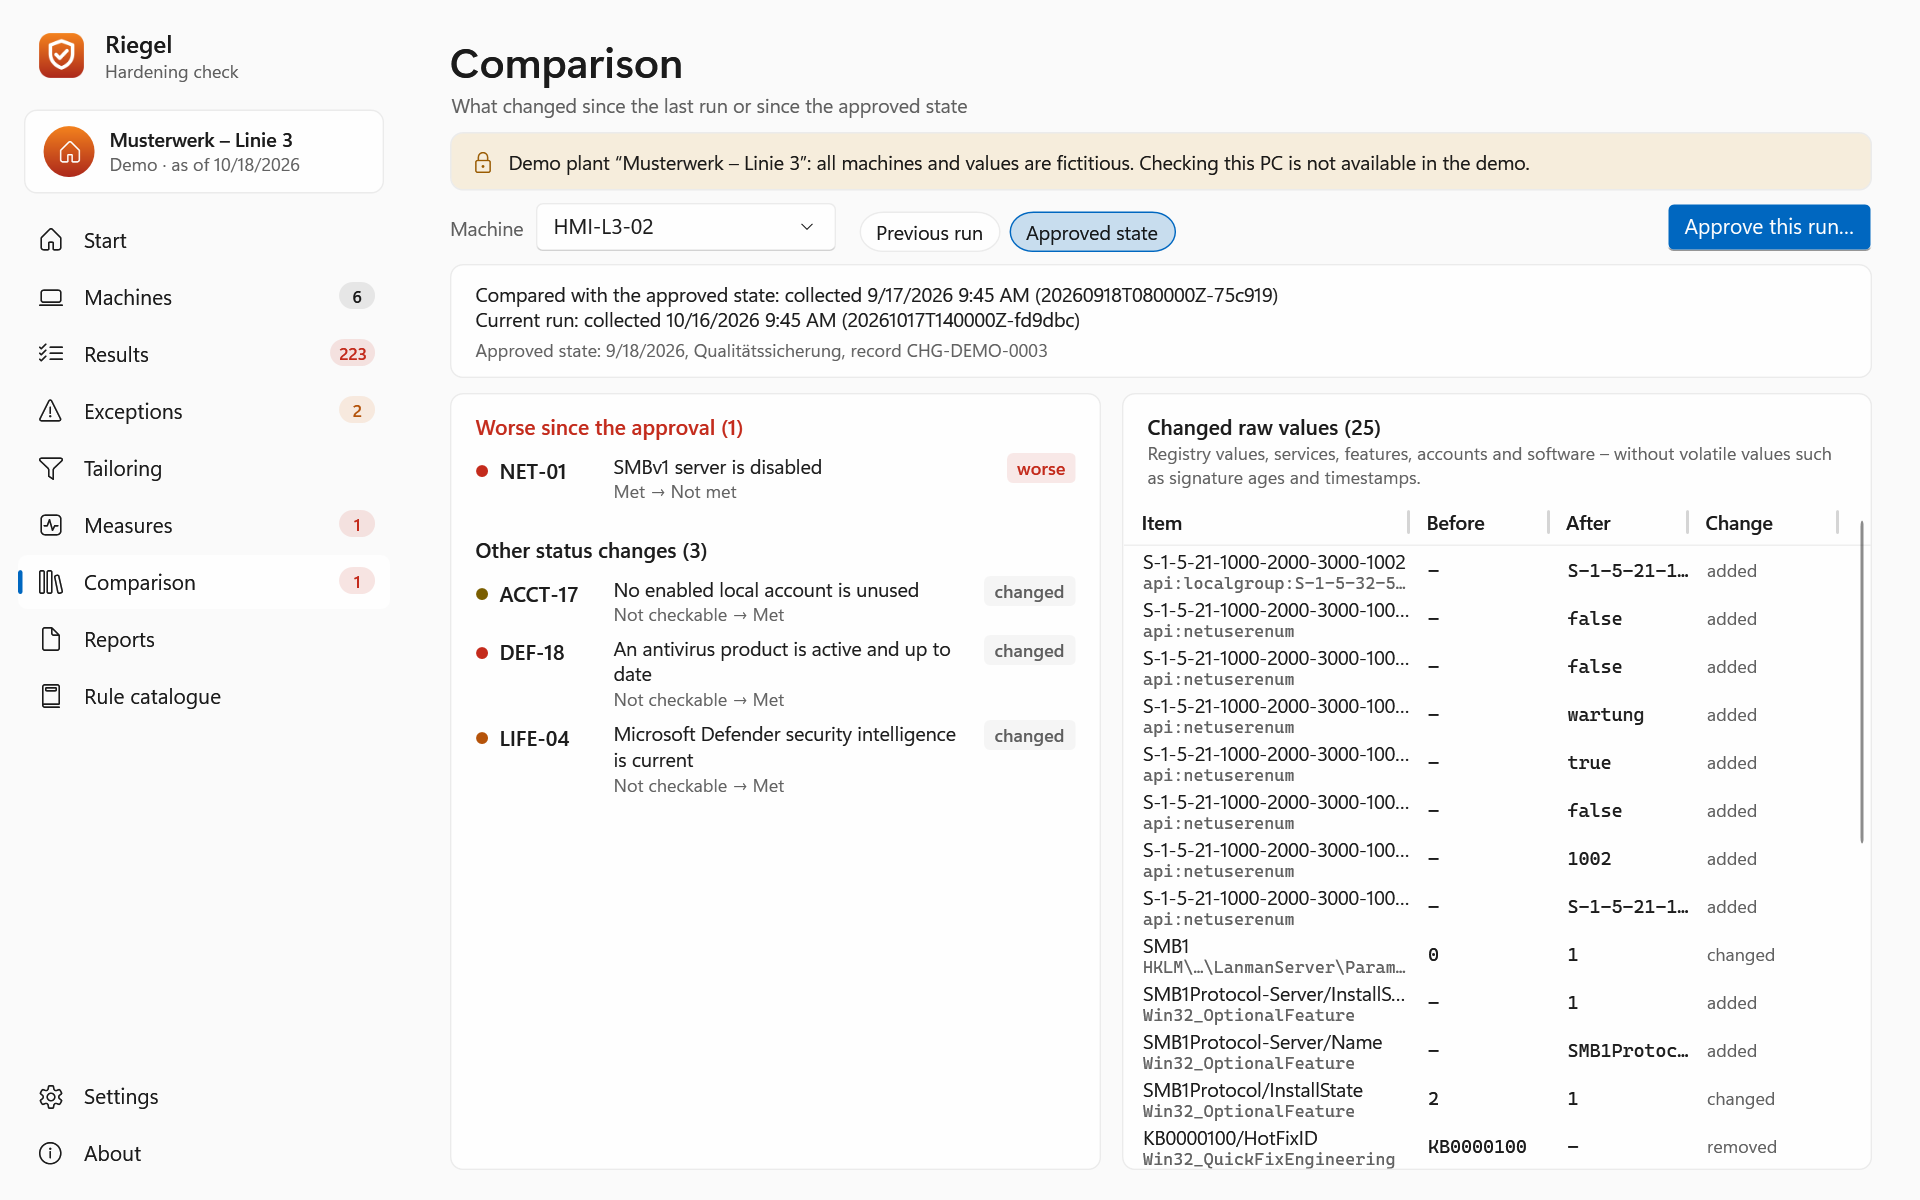 Riegel
Hardening check
Musterwerk – Linie 3
Demo · as of 10/18/2026
Start
Machines 6
Results 223
Exceptions 2
Tailoring
Measures 1
Comparison 1
Reports
Rule catalogue
Settings
About
Comparison
What changed since the last run or since the approved state
Demo plant “Musterwerk – Linie 3”: all machines and values are fictitious. Checking this PC is not available in the demo.
Machine HMI-L3-02 Previous run Approved state Approve this run...
Compared with the approved state: collected 9/17/2026 9:45 AM (20260918T080000Z-75c919)
Current run: collected 10/16/2026 9:45 AM (20261017T140000Z-fd9dbc)
Approved state: 9/18/2026, Qualitätssicherung, record CHG-DEMO-0003
Worse since the approval (1)
NET-01 SMBv1 server is disabled worse
Met → Not met
Other status changes (3)
ACCT-17 No enabled local account is unused changed
Not checkable → Met
DEF-18 An antivirus product is active and up to changed
date
Not checkable → Met
LIFE-04 Microsoft Defender security intelligence changed
is current
Not checkable → Met
Changed raw values (25)
Registry values, services, features, accounts and software – without volatile values such
as signature ages and timestamps.
Item Before After Change
S-1-5-21-1000-2000-3000-1002 – S-1-5-21-1... added
api:localgroup:S-1-5-32-5...
S-1-5-21-1000-2000-3000-100... – false added
api:netuserenum
S-1-5-21-1000-2000-3000-100... – false added
api:netuserenum
S-1-5-21-1000-2000-3000-100... – wartung added
api:netuserenum
S-1-5-21-1000-2000-3000-100... – true added
api:netuserenum
S-1-5-21-1000-2000-3000-100... – false added
api:netuserenum
S-1-5-21-1000-2000-3000-100... – 1002 added
api:netuserenum
S-1-5-21-1000-2000-3000-100... – S-1-5-21-1... added
api:netuserenum
SMB1 0 1 changed
HKLM\…\LanmanServer\Param...
SMB1Protocol-Server/InstallS... – 1 added
Win32_OptionalFeature
SMB1Protocol-Server/Name – SMB1Protoc... added
Win32_OptionalFeature
SMB1Protocol/InstallState 2 1 changed
Win32_OptionalFeature
KB0000100/HotFixID KB0000100 – removed
Win32_QuickFixEngineering